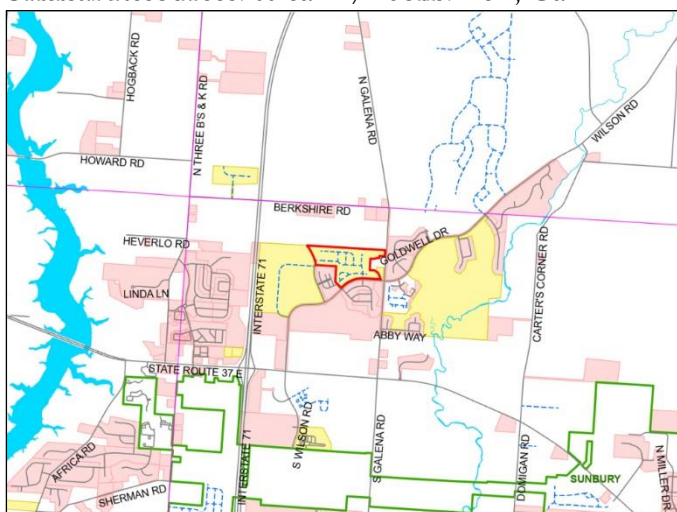 HOGBACK RD
N THREE B'S & K RD
N GALENA RD
WILSON RD
HOWARD RD
BERKSHIRE RD
HEVERLO RD
GOLDWELL DR
INTERSTATE 71
CARTER'S CORNER RD
LINDA LN
ABBY WAY
STATE ROUTE 37 E
S WILSON RD
S GALENA RD
DOMIGAN RD
N MILLER DR
AFRICA RD
INTERSTATE 71
SUNBURY
SHERMAN RD